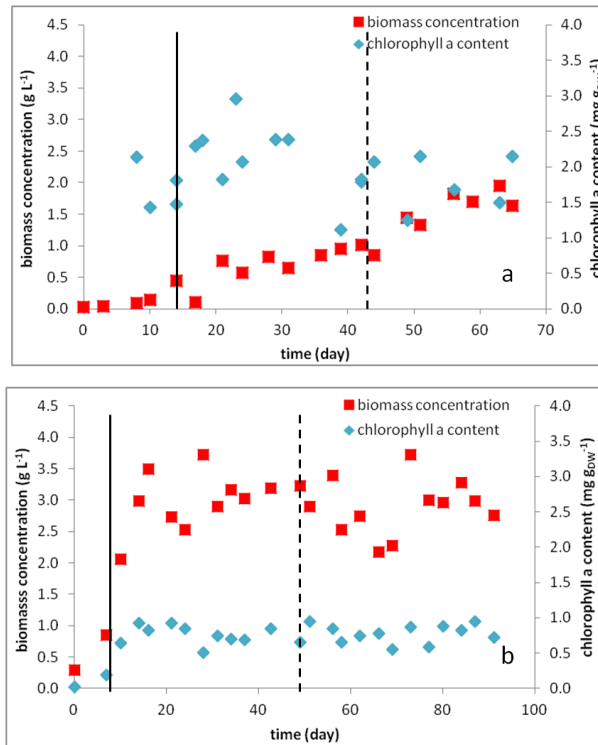 biomass concentration
chlorophyll a content
4.5
4.0
3.5
3.0
2.5
2.0
1.5
1.0
0.5
0.0
biomass concentration (g L-1)
4.0
3.5
3.0
2.5
2.0
1.5
1.0
0.5
0.0
a
0 10 20 30 40 50 60 70
time (day)
biomass concentration
chlorophyll a content
4.5
4.0
3.5
3.0
2.5
2.0
1.5
1.0
0.5
0.0
biomasss concentration (g L-1)
4.0
3.5
3.0
2.5
2.0
1.5
1.0
0.5
0.0
chlorophyll a content (mg gDW-1)
b
0 20 40 60 80 100
time (day)